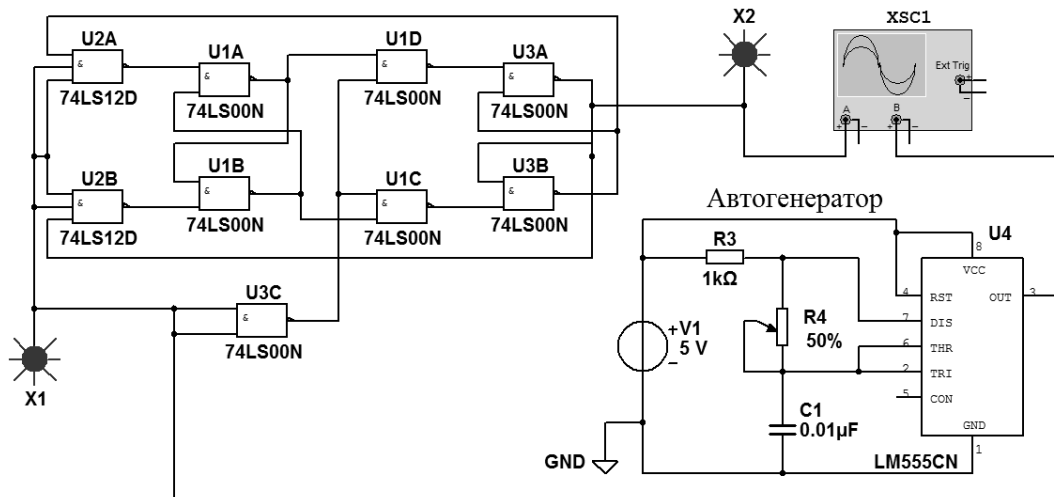 X2
XSC1
U2A
U1A
U1D
U3A
&
&
&
&
74LS12D
74LS00N
74LS00N
74LS00N
Ext Trig
+
−
A
B
+
−
+
−
U2B
U1B
U1C
U3B
&
&
&
&
74LS12D
74LS00N
74LS00N
74LS00N
Автогенератор
U4
R3
1kΩ
8
VCC
4
RST
OUT
3
7
DIS
6
THR
2
TRI
5
CON
GND
1
LM555CN
U3C
&
74LS00N
R4
50%
+
V1
5 V
−
X1
C1
0.01µF
GND